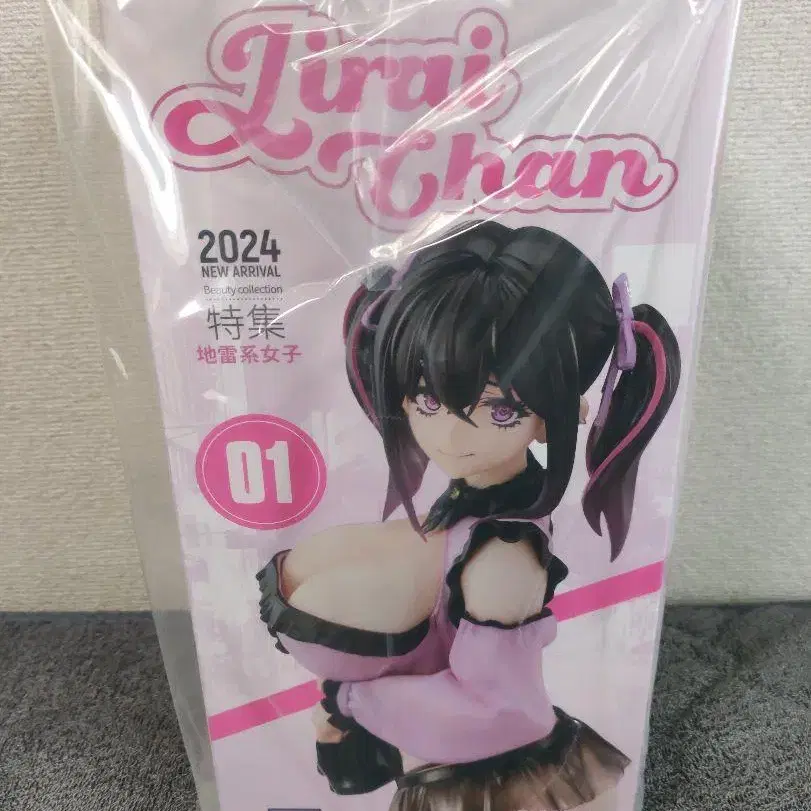 Jirai
Chan
2024
NEW ARRIVAL
Beauty collection
特集
地雷系女子
01